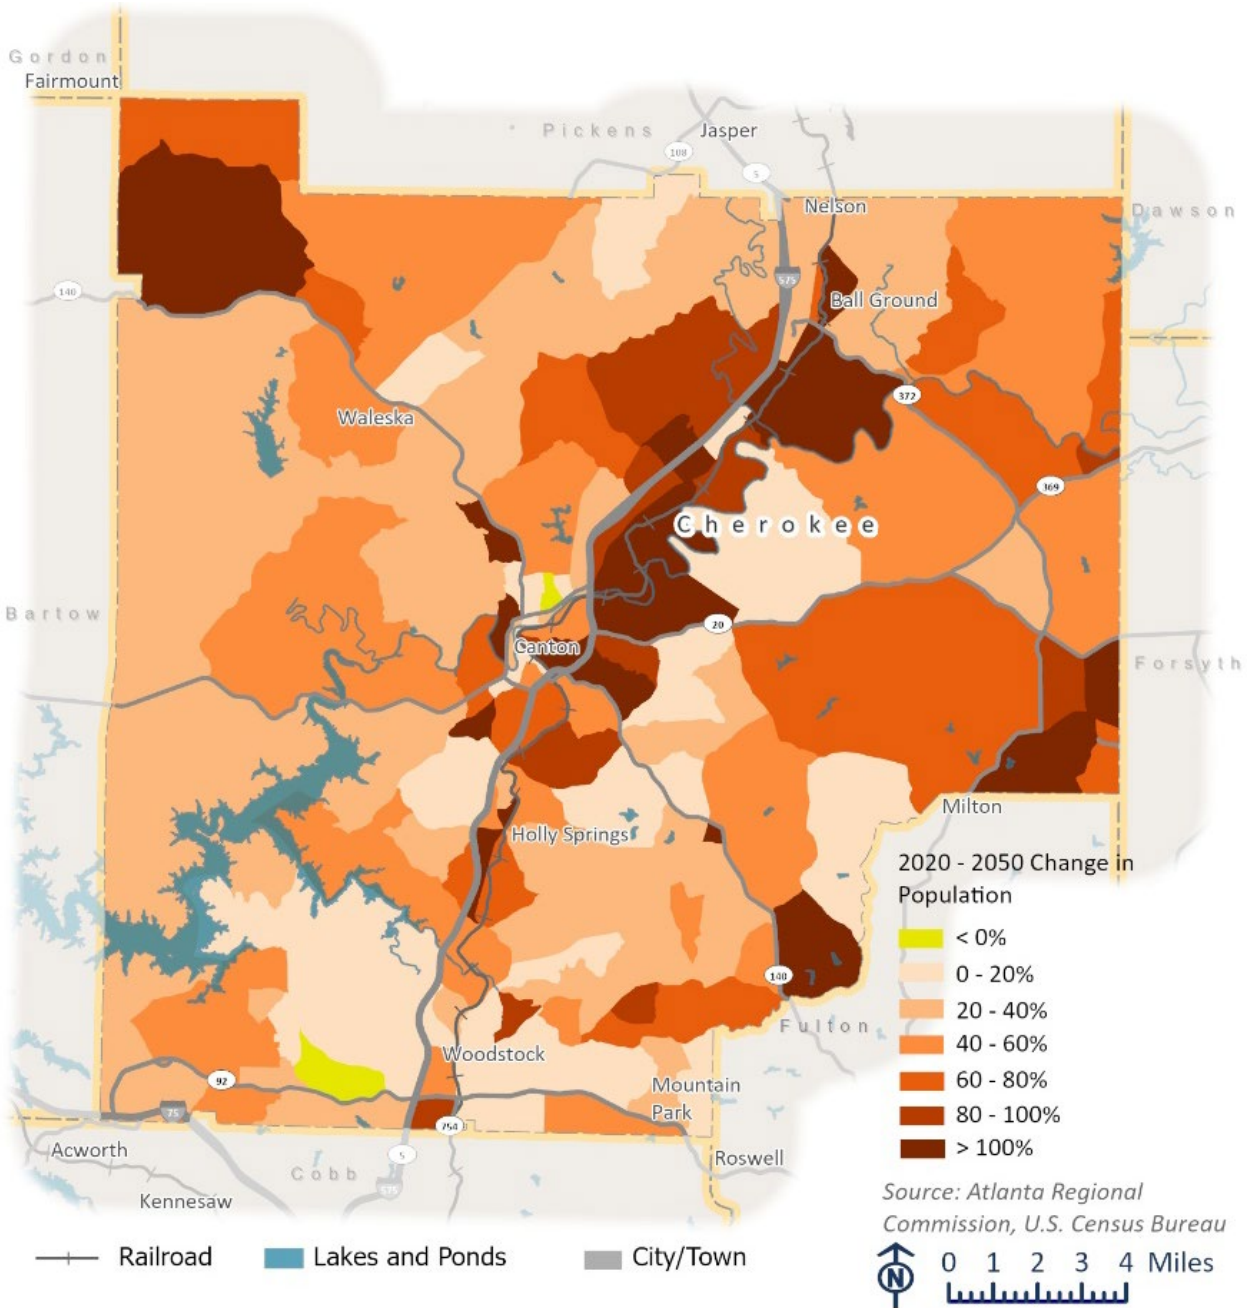 Gordon
Fairmount
Pickens
Jasper
108
5
Nelson
Dawson
575
140
Ball Ground
372
Waleska
369
Cherokee
Bartow
20
Canton
Forsyth
Milton
Holly Springs
2020 - 2050 Change in
Population
< 0%
0 - 20%
20 - 40%
40 - 60%
60 - 80%
80 - 100%
> 100%
140
Fulton
Woodstock
92
Mountain
Park
75
754
Acworth
5
Roswell
Cobb
575
Kennesaw
Source: Atlanta Regional
Commission, U.S. Census Bureau
Railroad
Lakes and Ponds
City/Town
N
0 1 2 3 4 Miles